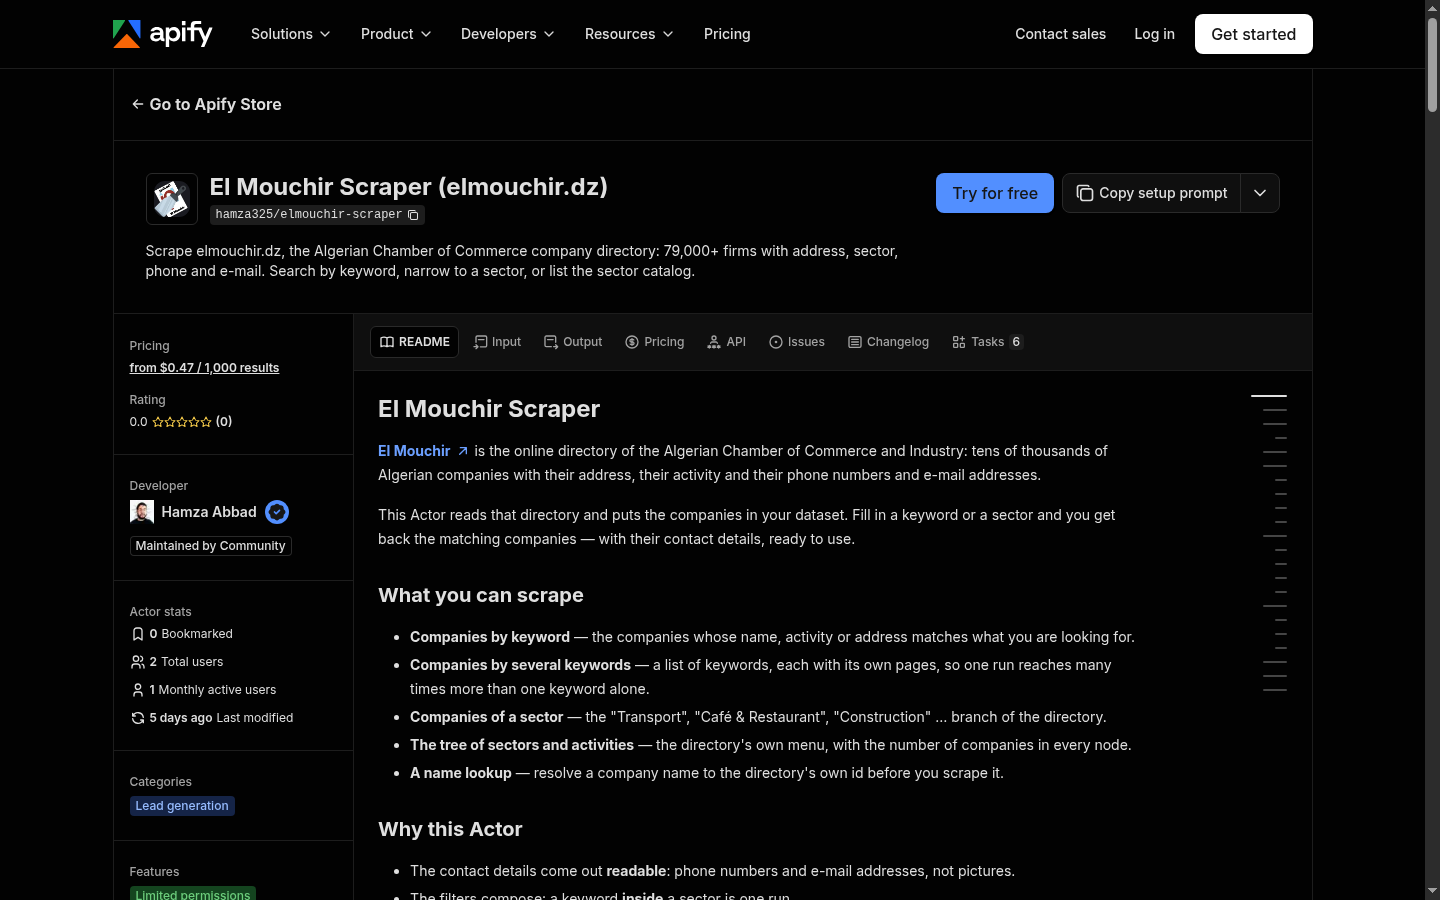 apify
Solutions
Product
Developers
Resources
Pricing
Contact sales
Log in
Get started
Go to Apify Store
El Mouchir Scraper (elmouchir.dz)
hamza325/elmouchir-scraper
Try for free
Copy setup prompt
Scrape elmouchir.dz, the Algerian Chamber of Commerce company directory: 79,000+ firms with address, sector,
phone and e-mail. Search by keyword, narrow to a sector, or list the sector catalog.
Pricing
from $0.47 / 1,000 results
Rating
0.0 (0)
Developer
Hamza Abbad
Maintained by Community
Actor stats
0 Bookmarked
2 Total users
1 Monthly active users
5 days ago Last modified
Categories
Lead generation
Features
Limited permissions
README
Input
Output
Pricing
API
Issues
Changelog
Tasks 6
El Mouchir Scraper
El Mouchir is the online directory of the Algerian Chamber of Commerce and Industry: tens of thousands of
Algerian companies with their address, their activity and their phone numbers and e-mail addresses.
This Actor reads that directory and puts the companies in your dataset. Fill in a keyword or a sector and you get
back the matching companies — with their contact details, ready to use.
What you can scrape
• Companies by keyword — the companies whose name, activity or address matches what you are looking for.
• Companies by several keywords — a list of keywords, each with its own pages, so one run reaches many
times more than one keyword alone.
• Companies of a sector — the "Transport", "Café & Restaurant", "Construction" ... branch of the directory.
• The tree of sectors and activities — the directory's own menu, with the number of companies in every node.
• A name lookup — resolve a company name to the directory's own id before you scrape it.
Why this Actor
• The contact details come out readable: phone numbers and e-mail addresses, not pictures.
• The filters compose: a keyword inside a sector is one run.